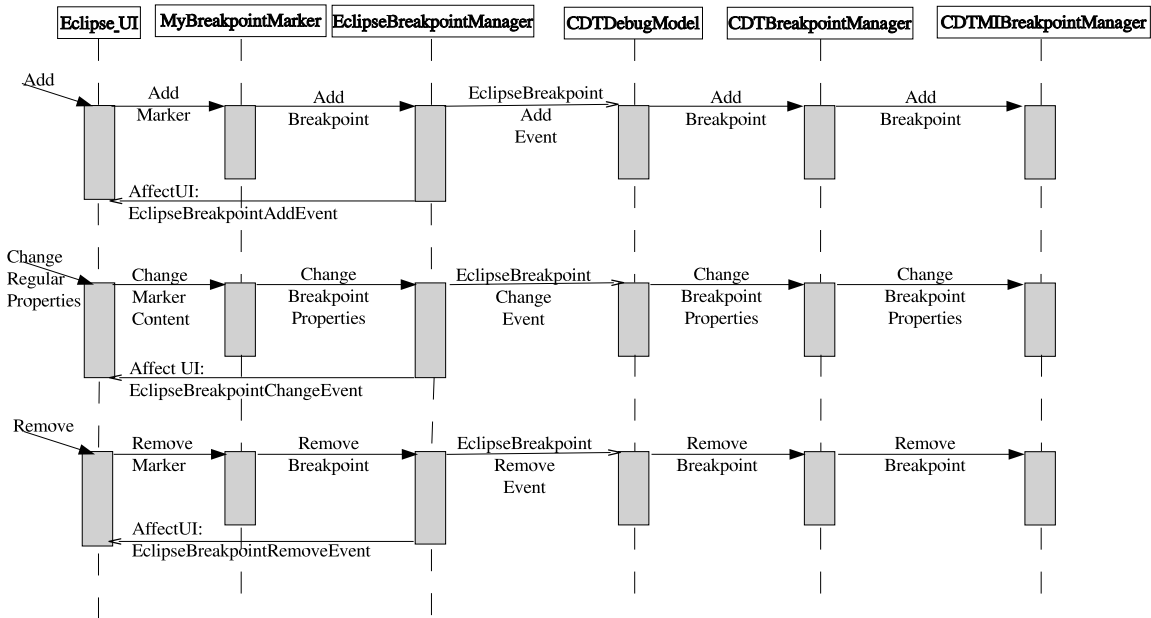 Eclipse_UI
MyBreakpointMarker
EclipseBreakpointManager
CDTDebugModel
CDTBreakpointManager
CDTMIBreakpointManager
Add
Add
Marker
Add
Breakpoint
EclipseBreakpoint
Add
Event
Add
Breakpoint
Add
Breakpoint
AffectUI:
EclipseBreakpointAddEvent
Change
Regular
Properties
Change
Marker
Content
Change
Breakpoint
Properties
EclipseBreakpoint
Change
Event
Change
Breakpoint
Properties
Change
Breakpoint
Properties
Affect UI:
EclipseBreakpointChangeEvent
Remove
Remove
Marker
Remove
Breakpoint
EclipseBreakpoint
Remove
Event
Remove
Breakpoint
Remove
Breakpoint
AffectUI:
EclipseBreakpointRemoveEvent